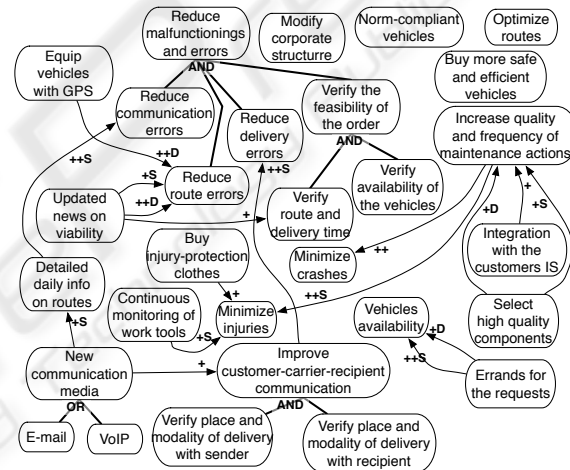 Reduce
malfunctionings
and errors
AND
Modify
corporate
structurre
Norm-compliant
vehicles
Optimize
routes
Equip
vehicles
with GPS
Buy more safe
and efficient
vehicles
Reduce
communication
errors
Reduce
delivery
errors
Verify the
feasibility
of the order
AND
Increase quality
and frequency of
maintenance actions
++S
++D
+S
++D
Reduce
route errors
++S
Verify
availability of
the vehicles
Updated
news on
viability
+
Verify
route and
delivery time
+
+S
+D
Buy
injury-protection
clothes
+
Minimize
crashes
++
Integration
with the
customers IS
Detailed
daily info
on routes
Continuous
monitoring of
work tools
+S
Minimize
injuries
++S
Vehicles
availability
+D
++S
Select
high quality
components
+S
New
communication
media
OR
+
Improve
customer-carrier-recipient
communication
AND
Errands for
the requests
E-mail
VoIP
Verify place and
modality of delivery
with sender
Verify place and
modality of delivery
with recipient